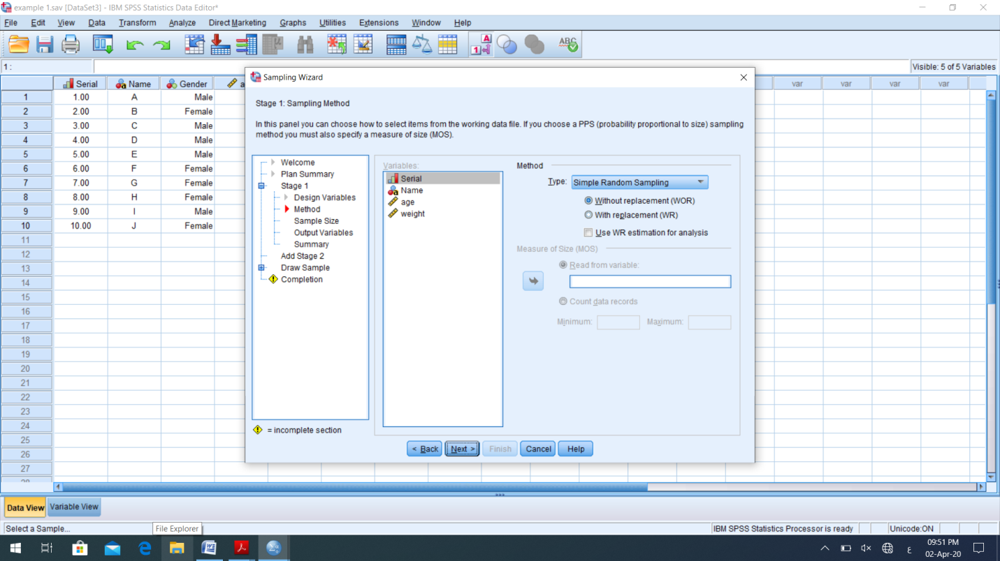 example 1.sav [DataSet3] - IBM SPSS Statistics Data Editor*
File Edit View Data Transform Analyze Direct Marketing Graphs Utilities Extensions Window Help
1 :
Visible: 5 of 5 Variables
Serial Name Gender a var var var var
1 1.00 A Male
2 2.00 B Female
3 3.00 C Male
4 4.00 D Male
5 5.00 E Male
6 6.00 F Female
7 7.00 G Female
8 8.00 H Female
9 9.00 I Male
10 10.00 J Female
11
12
13
14
15
16
17
18
19
20
21
22
23
24
25
26
27
28
Sampling Wizard
Stage 1: Sampling Method
In this panel you can choose how to select items from the working data file. If you choose a PPS (probability proportional to size) sampling
method you must also specify a measure of size (MOS).
Welcome
Plan Summary
Stage 1
Design Variables
Method
Sample Size
Output Variables
Summary
Add Stage 2
Draw Sample
Completion
= incomplete section
Variables:
Serial
Name
age
weight
Method
Type: Simple Random Sampling
Without replacement (WOR)
With replacement (WR)
Use WR estimation for analysis
Measure of Size (MOS)
Read from variable:
Count data records
Minimum: Maximum:
< Back Next > Finish Cancel Help
Data View Variable View
Select a Sample... File Explorer IBM SPSS Statistics Processor is ready Unicode:ON
ع 09:51 PM
02-Apr-20